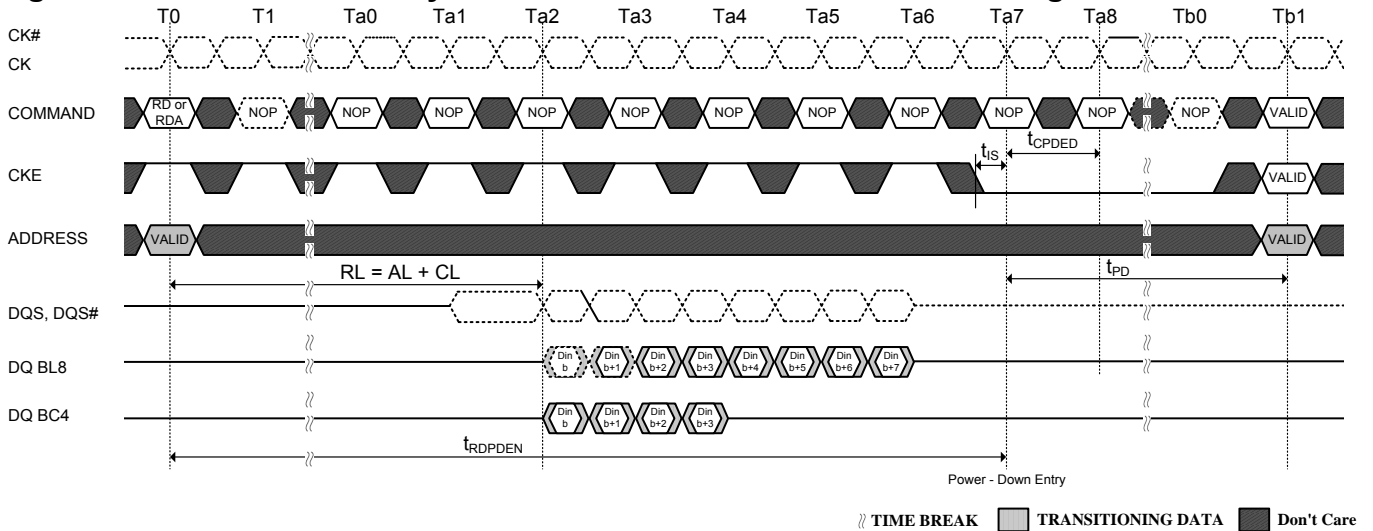 T0 T1 Ta0 Ta1 Ta2 Ta3 Ta4 Ta5 Ta6 Ta7 Ta8 Tb0 Tb1
CK#
CK
COMMAND RD or RDA NOP NOP NOP NOP NOP NOP NOP NOP NOP NOP NOP VALID
tIS tCPDED
CKE VALID
ADDRESS VALID VALID
RL = AL + CL tPD
DQS, DQS#
DQ BL8 Din b Din b+1 Din b+2 Din b+3 Din b+4 Din b+5 Din b+6 Din b+7
DQ BC4 Din b Din b+1 Din b+2 Din b+3
tRDPDEN
Power - Down Entry
TIME BREAK TRANSITIONING DATA Don't Care